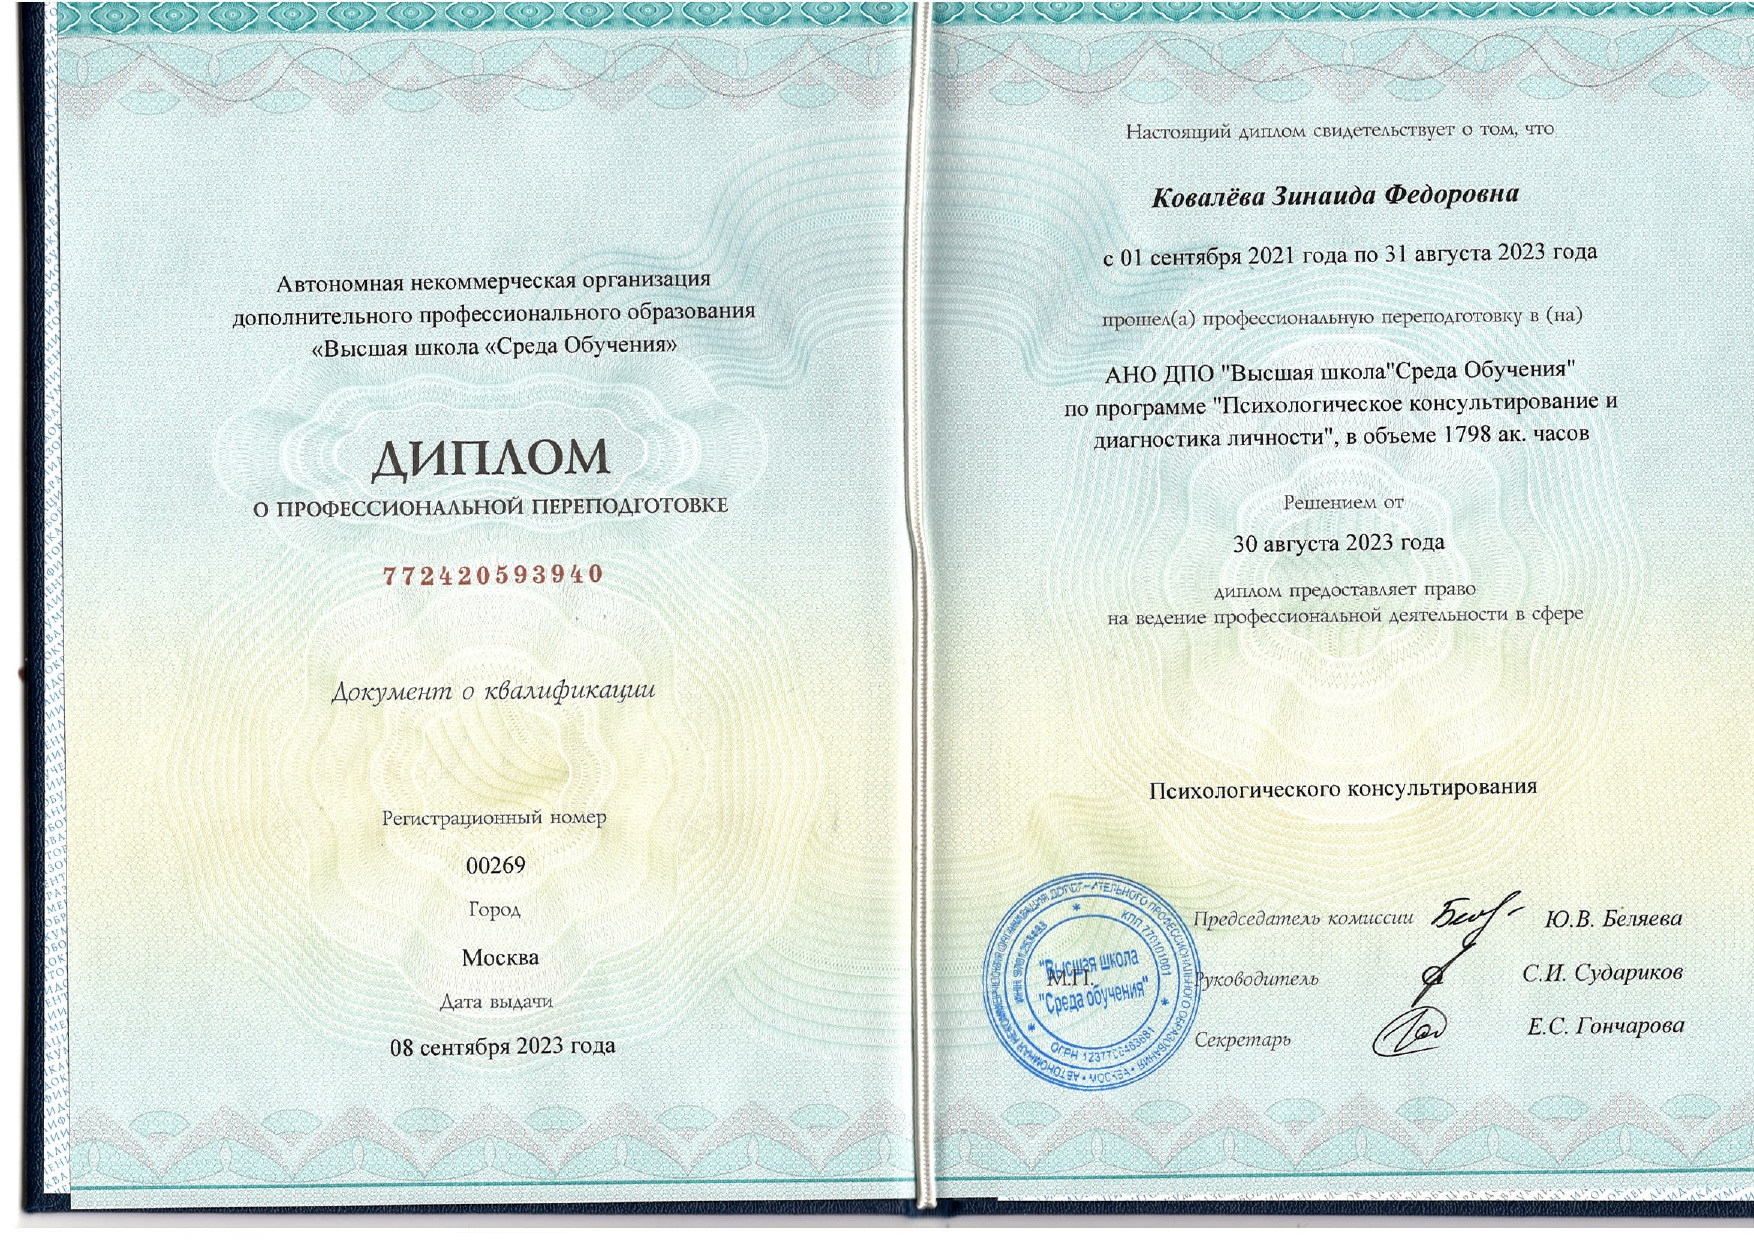 Автономная некоммерческая организация
дополнительного профессионального образования
«Высшая школа «Среда Обучения»
ДИПЛОМ
О ПРОФЕССИОНАЛЬНОЙ ПЕРЕПОДГОТОВКЕ
772420593940
Документ о квалификации
Регистрационный номер
00269
Город
Москва
Дата выдачи
08 сентября 2023 года
Настоящий диплом свидетельствует о том, что
Ковалёва Зинаида Федоровна
с 01 сентября 2021 года по 31 августа 2023 года
прошел(а) профессиональную переподготовку в (на)
АНО ДПО "Высшая школа"Среда Обучения"
по программе "Психологическое консультирование и
диагностика личности", в объеме 1798 ак. часов
Решением от
30 августа 2023 года
диплом предоставляет право
на ведение профессиональной деятельности в сфере
Психологического консультирования
Председатель комиссии Ю.В. Беляева
М.П.
Руководитель С.И. Судариков
Секретарь Е.С. Гончарова
"Высшая школа
"Среда обучения"
КПП 770101001
МОСКВА